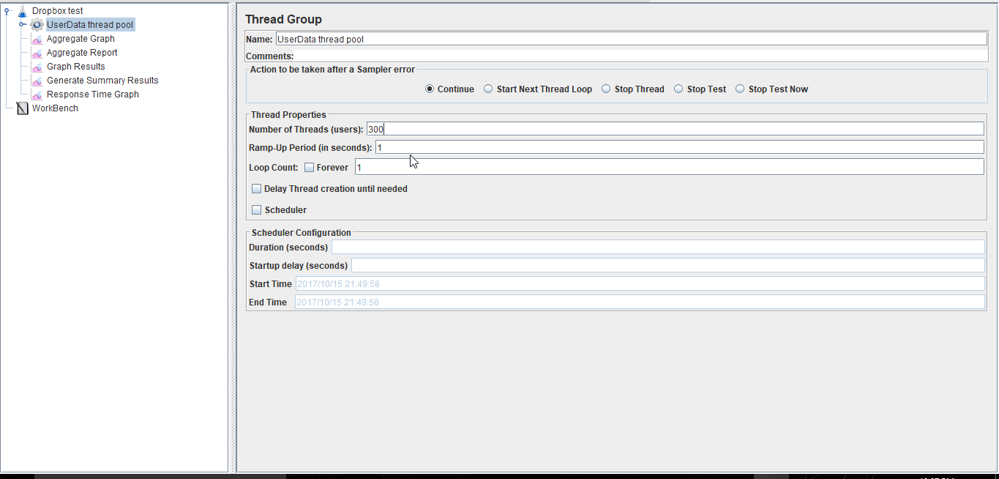 Dropbox test
UserData thread pool
Aggregate Graph
Aggregate Report
Graph Results
Generate Summary Results
Response Time Graph
WorkBench
Thread Group
Name: UserData thread pool
Comments:
Action to be taken after a Sampler error
Continue Start Next Thread Loop Stop Thread Stop Test Stop Test Now
Thread Properties
Number of Threads (users): 300
Ramp-Up Period (in seconds): 1
Loop Count: Forever 1
Delay Thread creation until needed
Scheduler
Scheduler Configuration
Duration (seconds)
Startup delay (seconds)
Start Time 2017/10/15 21:49:58
End Time 2017/10/15 21:49:58